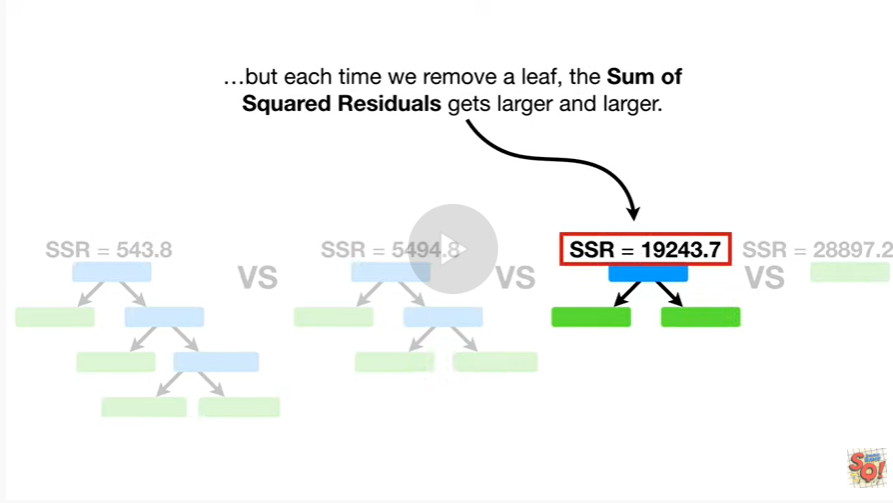 …but each time we remove a leaf, the Sum of
Squared Residuals gets larger and larger.
SSR = 543.8
VS
SSR = 5494.8
VS
SSR = 19243.7
VS
SSR = 28897.2
SQ!